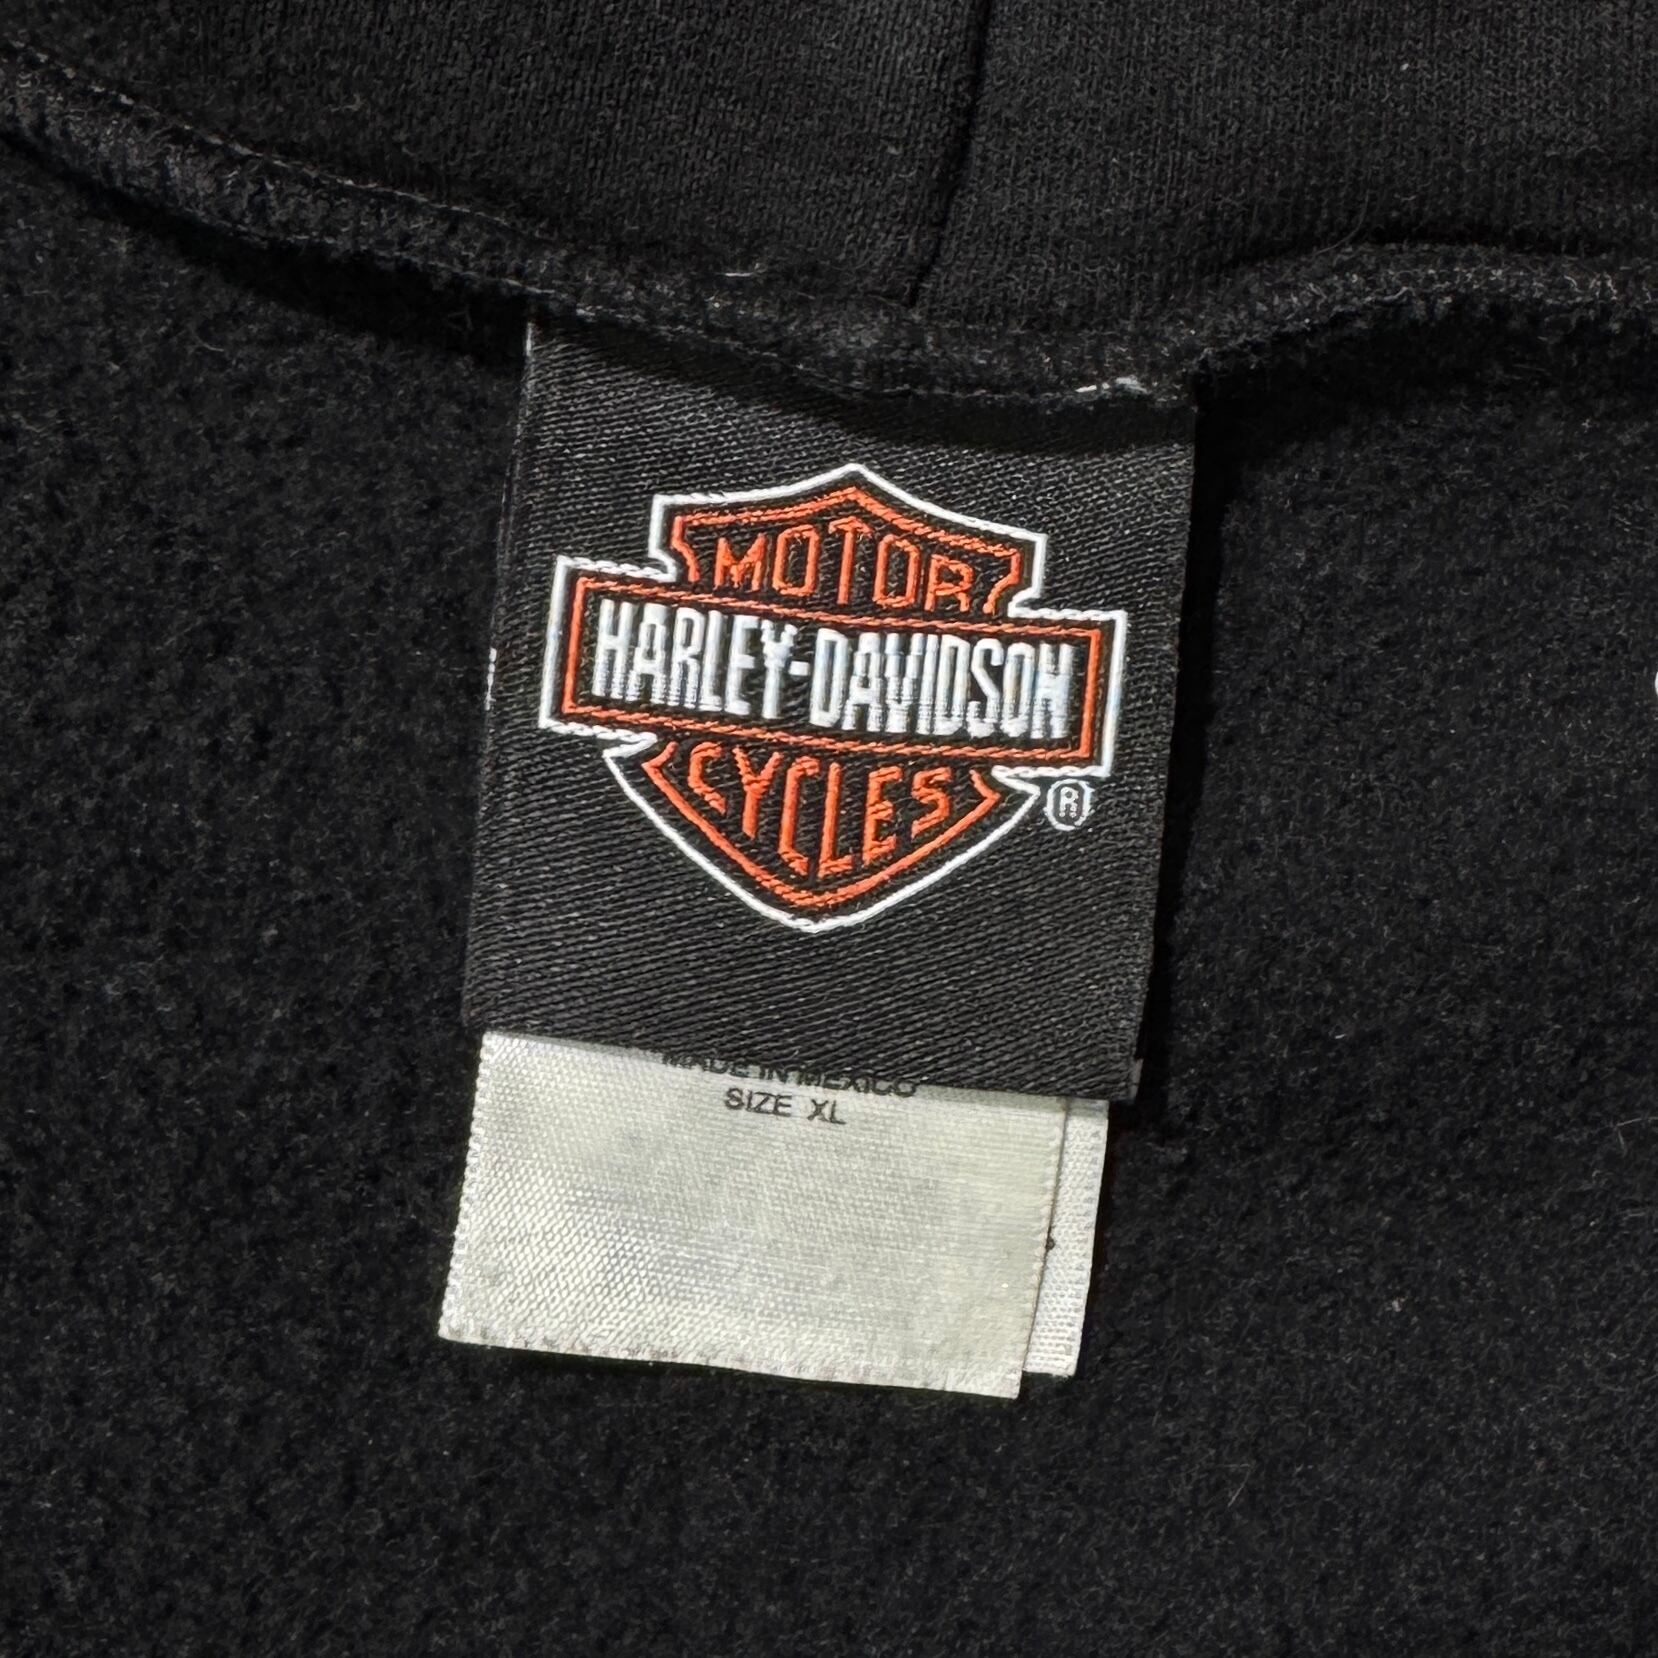 MOTOR
HARLEY-DAVIDSON
CYCLES
®
MADE IN MEXICO
SIZE XL